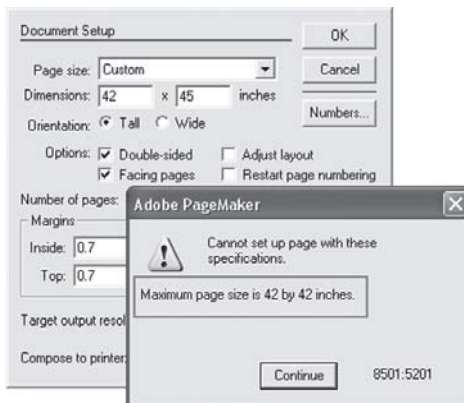 Document Setup
OK
Page size: Custom
Cancel
Dimensions: 42 x 45 inches
Numbers...
Orientation: Tall Wide
Options: Double-sided Adjust layout
Facing pages Restart page numbering
Number of pages:
Margins
Inside: 0.7
Top: 0.7
Target output resol
Compose to printer:
Adobe PageMaker
Cannot set up page with these
specifications.
Maximum page size is 42 by 42 inches.
Continue
8501:5201